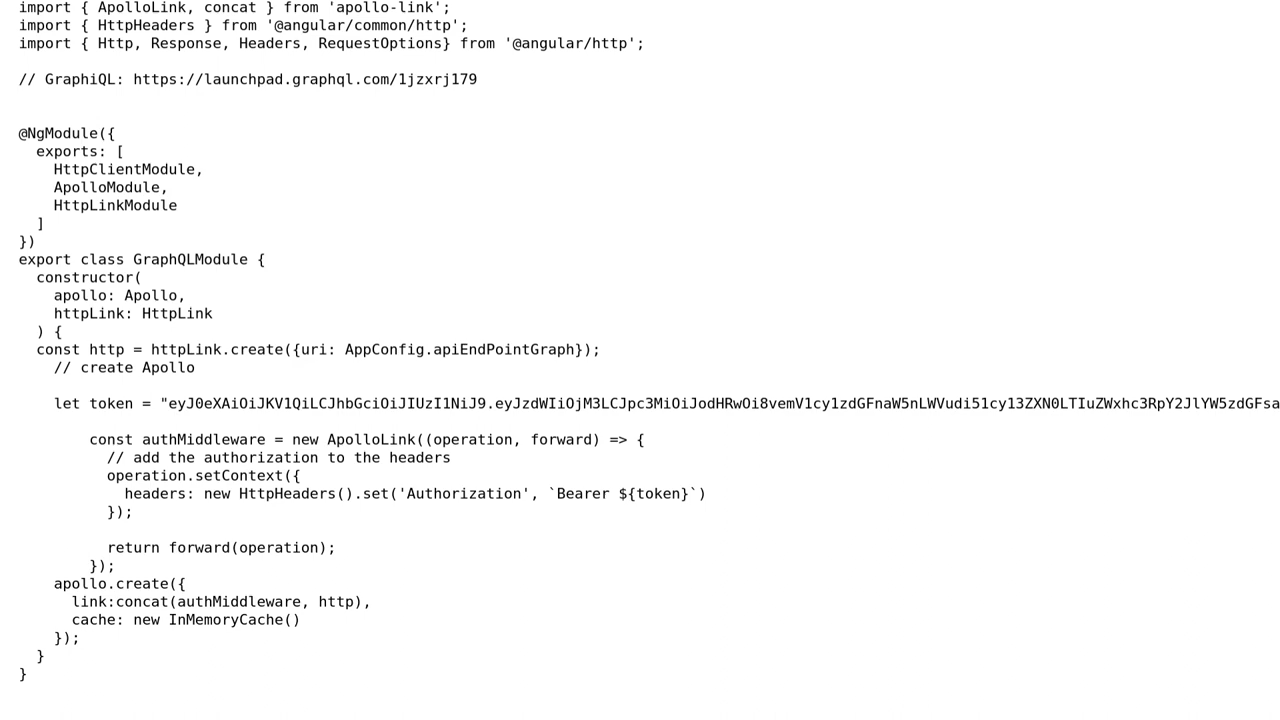 import { ApolloLink, concat } from 'apollo-link';
import { HttpHeaders } from '@angular/common/http';
import { Http, Response, Headers, RequestOptions} from '@angular/http';
// GraphiQL: https://launchpad.graphql.com/1jzxrj179
@NgModule({
exports: [
HttpClientModule,
ApolloModule,
HttpLinkModule
]
})
export class GraphQLModule {
constructor(
apollo: Apollo,
httpLink: HttpLink
) {
const http = httpLink.create({uri: AppConfig.apiEndPointGraph});
// create Apollo
let token = "eyJ0eXAiOiJKV1QiLCJhbGciOiJIUzI1NiJ9.eyJzdWIiOjM3LCJpc3MiOiJodHRwOi8vemV1cy1zdGFnaW5nLWVudi51cy13ZXN0LTIuZWxhc3RpY2JlYW5zdGFsa
const authMiddleware = new ApolloLink((operation, forward) => {
// add the authorization to the headers
operation.setContext({
headers: new HttpHeaders().set('Authorization', `Bearer ${token}`)
});
return forward(operation);
});
apollo.create({
link:concat(authMiddleware, http),
cache: new InMemoryCache()
});
}
}